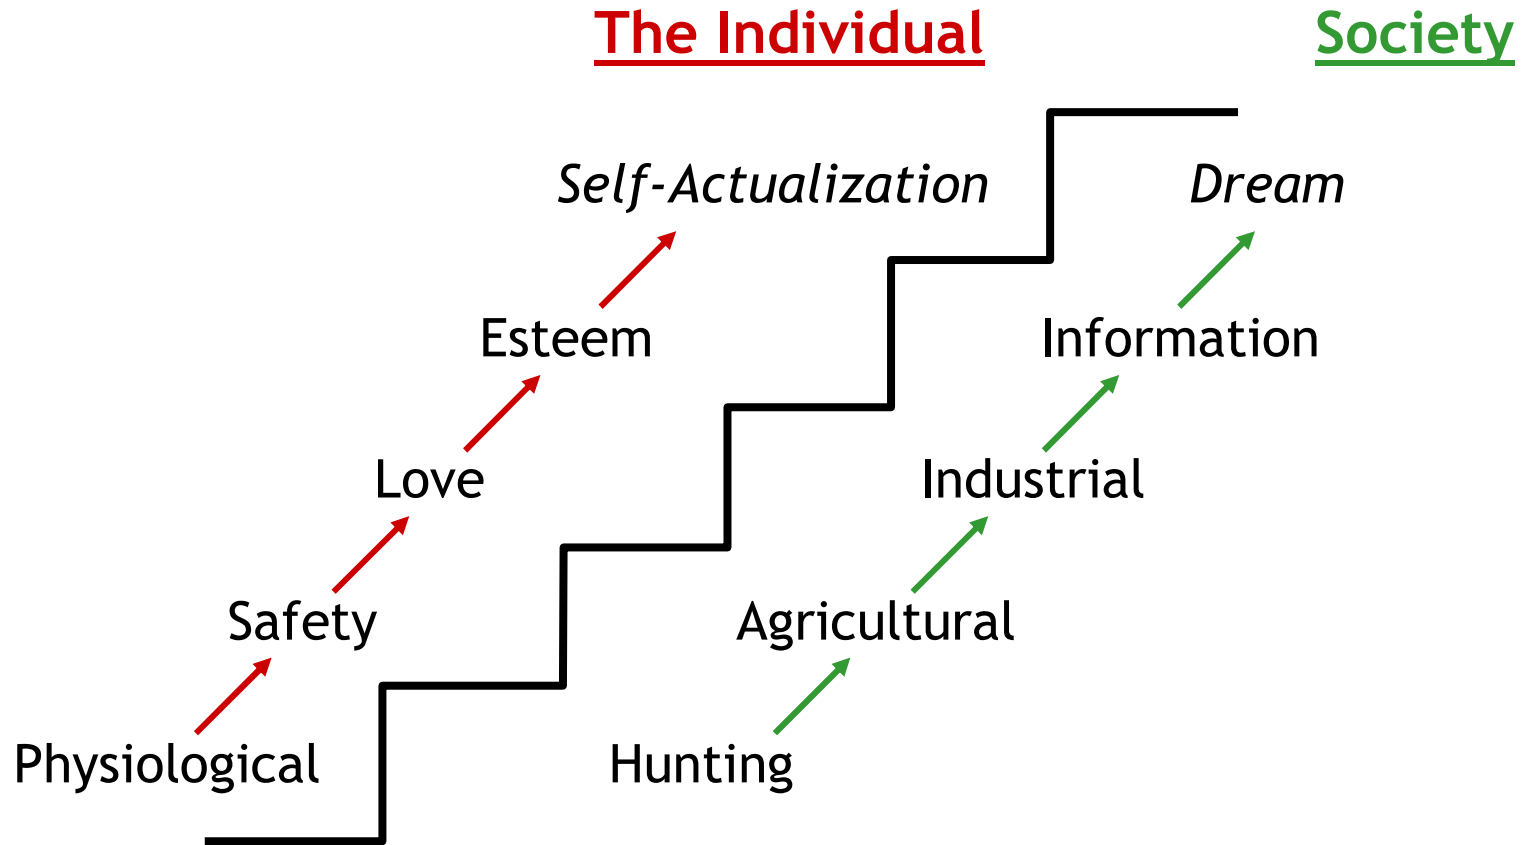 The Individual Society
Self-Actualization Dream
Esteem Information
Love Industrial
Safety Agricultural
Physiological Hunting